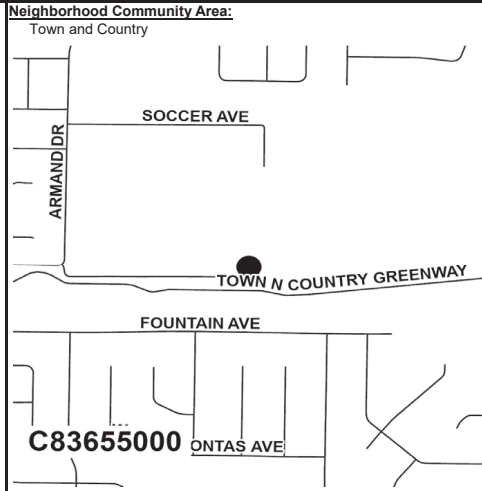 Neighborhood Community Area:
Town and Country
SOCCER AVE
ARMAND DR
TOWN N COUNTRY GREENWAY
FOUNTAIN AVE
C83655000 ONTAS AVE